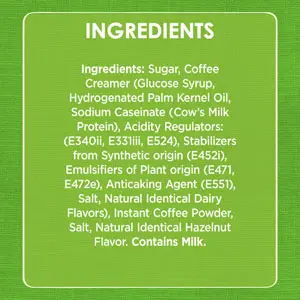 INGREDIENTS
Ingredients: Sugar, Coffee
Creamer (Glucose Syrup,
Hydrogenated Palm Kernel Oil,
Sodium Caseinate (Cow's Milk
Protein), Acidity Regulators:
(E340ii, E331iii, E524), Stabilizers
from Synthetic origin (E452i),
Emulsifiers of Plant origin (E471,
E472e), Anticaking Agent (E551),
Salt, Natural Identical Dairy
Flavors), Instant Coffee Powder,
Salt, Natural Identical Hazelnut
Flavor. Contains Milk.